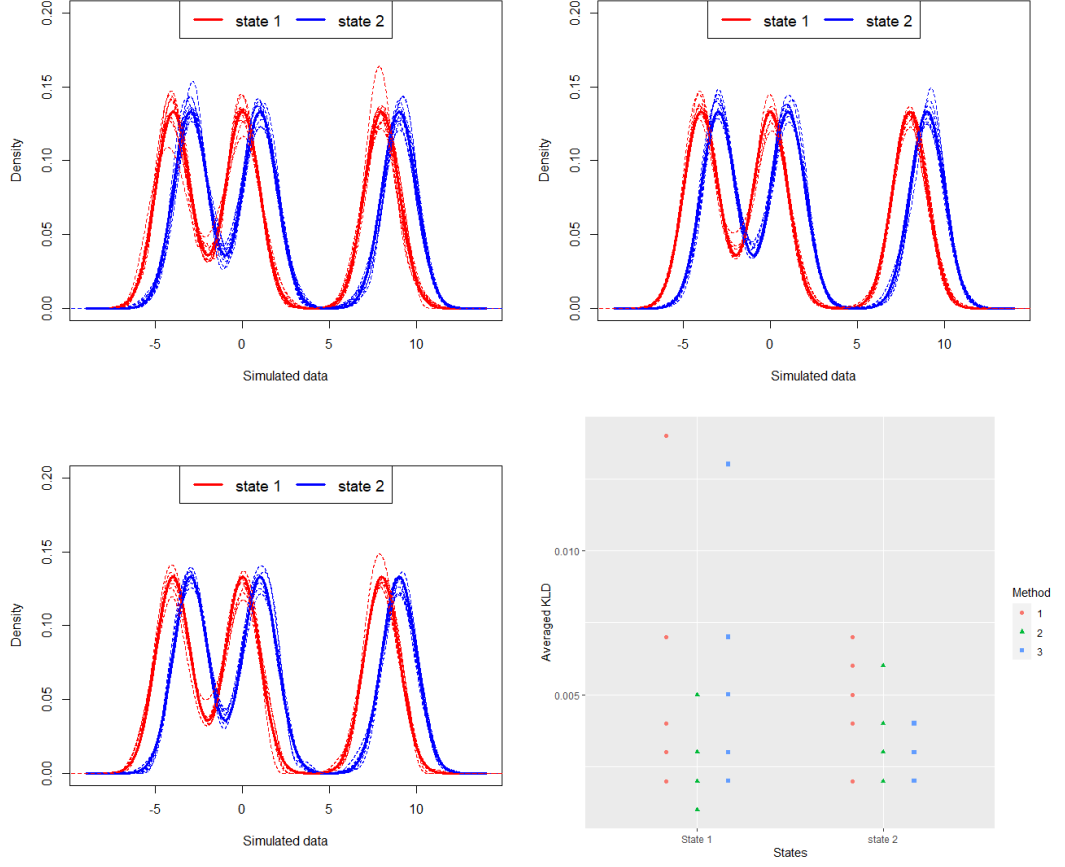 0.20
0.15
0.10
0.05
0.00
Density
state 1 state 2
-5 0 5 10
Simulated data
0.20
0.15
0.10
0.05
0.00
Density
state 1 state 2
-5 0 5 10
Simulated data
0.20
0.15
0.10
0.05
0.00
Density
state 1 state 2
-5 0 5 10
Simulated data
0.010
0.005
Averaged KLD
State 1 state 2
States
Method
1
2
3